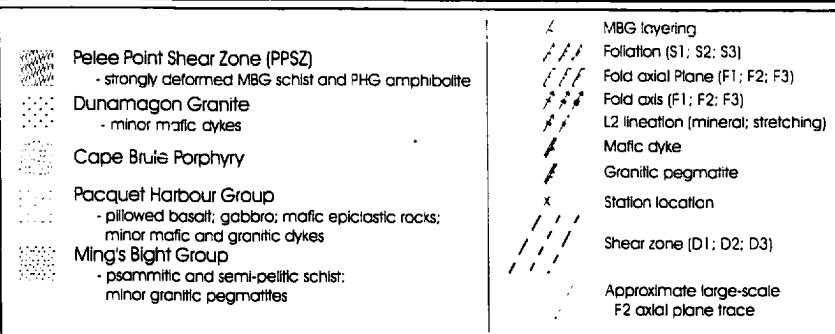 Pelee Point Shear Zone (PPSZ)
- strongly deformed MBG schist and PHG amphibolite
Dunamagon Granite
- minor mafic dykes
Cape Bruis Porphyry
Pacquet Harbour Group
- pillowed basalt; gabbro; mafic epiclastic rocks;
minor mafic and granitic dykes
Ming's Bight Group
- psammitic and semi-pelitic schist;
minor granitic pegmatites
MBG layering
Foliation (S1; S2; S3)
Fold axial Plane (F1; F2; F3)
Fold axis (F1; F2; F3)
L2 lineation (mineral; stretching)
Mafic dyke
Granitic pegmatite
x Station location
Shear zone (D1; D2; D3)
Approximate large-scale
F2 axial plane trace